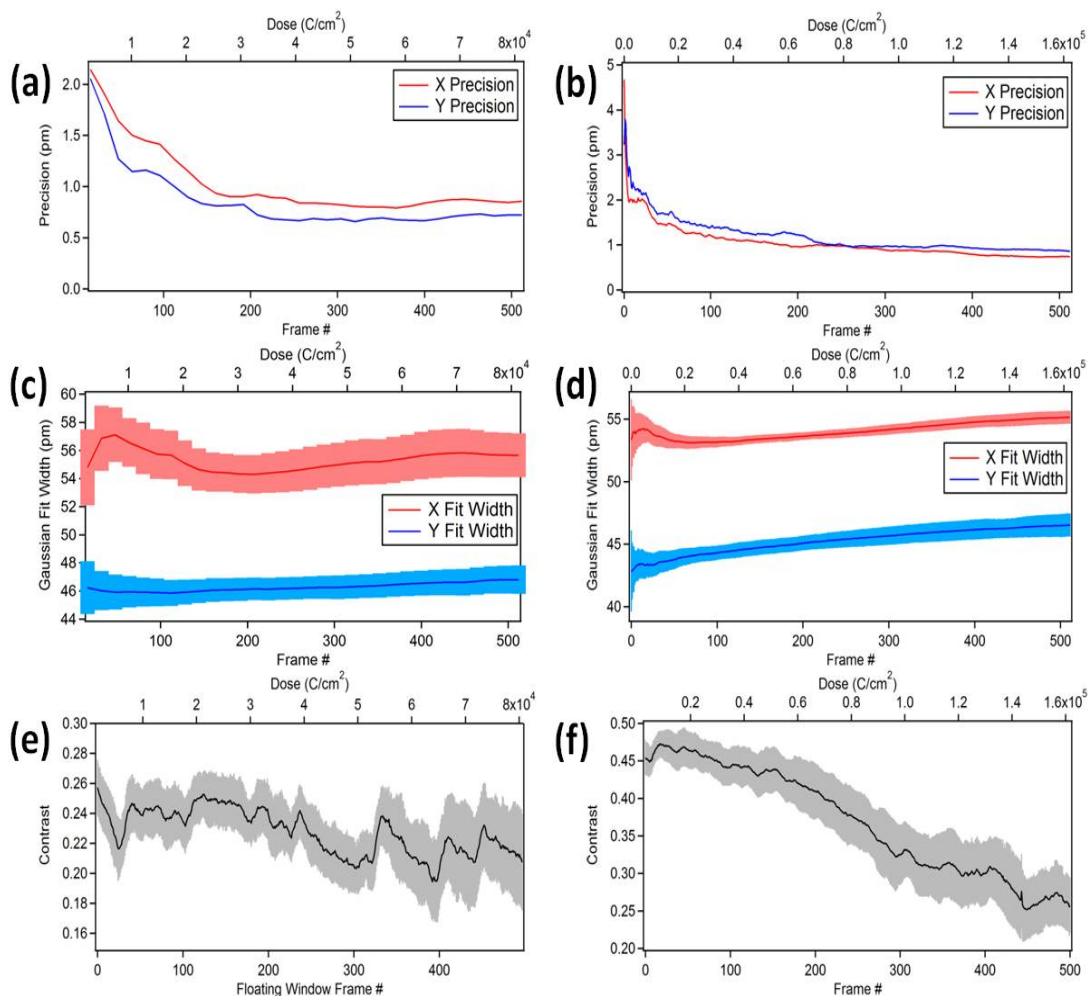 (a)
Dose (C/cm²)
1 2 3 4 5 6 7 8x10⁴
2.0
1.5
1.0
0.5
0.0
Precision (pm)
X Precision
Y Precision
100 200 300 400 500
Frame #
(b)
Dose (C/cm²)
0.0 0.2 0.4 0.6 0.8 1.0 1.2 1.4 1.6x10⁵
5
4
3
2
1
0
Precision (pm)
X Precision
Y Precision
0 100 200 300 400 500
Frame #
(c)
Dose (C/cm²)
1 2 3 4 5 6 7 8x10⁴
60
58
56
54
52
50
48
46
44
Gaussian Fit Width (pm)
X Fit Width
Y Fit Width
100 200 300 400 500
Frame #
(d)
Dose (C/cm²)
0.0 0.2 0.4 0.6 0.8 1.0 1.2 1.4 1.6x10⁵
55
50
45
40
Gaussian Fit Width (pm)
X Fit Width
Y Fit Width
0 100 200 300 400 500
Frame #
(e)
Dose (C/cm²)
1 2 3 4 5 6 7 8x10⁴
0.30
0.28
0.26
0.24
0.22
0.20
0.18
0.16
Contrast
0 100 200 300 400
Floating Window Frame #
(f)
Dose (C/cm²)
0.2 0.4 0.6 0.8 1.0 1.2 1.4 1.6x10⁵
0.50
0.45
0.40
0.35
0.30
0.25
0.20
Contrast
0 100 200 300 400 500
Frame #